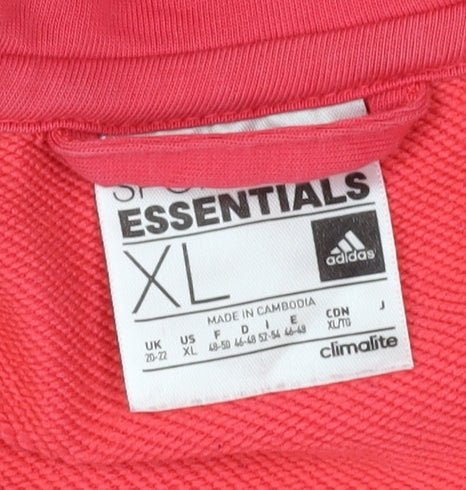 ESSENTIALS
XL
adidas
MADE IN CAMBODIA
UK US F D I E CDN J
20-22 XL 48-50 46-48 52-54 46-48 XL/TG
climalite